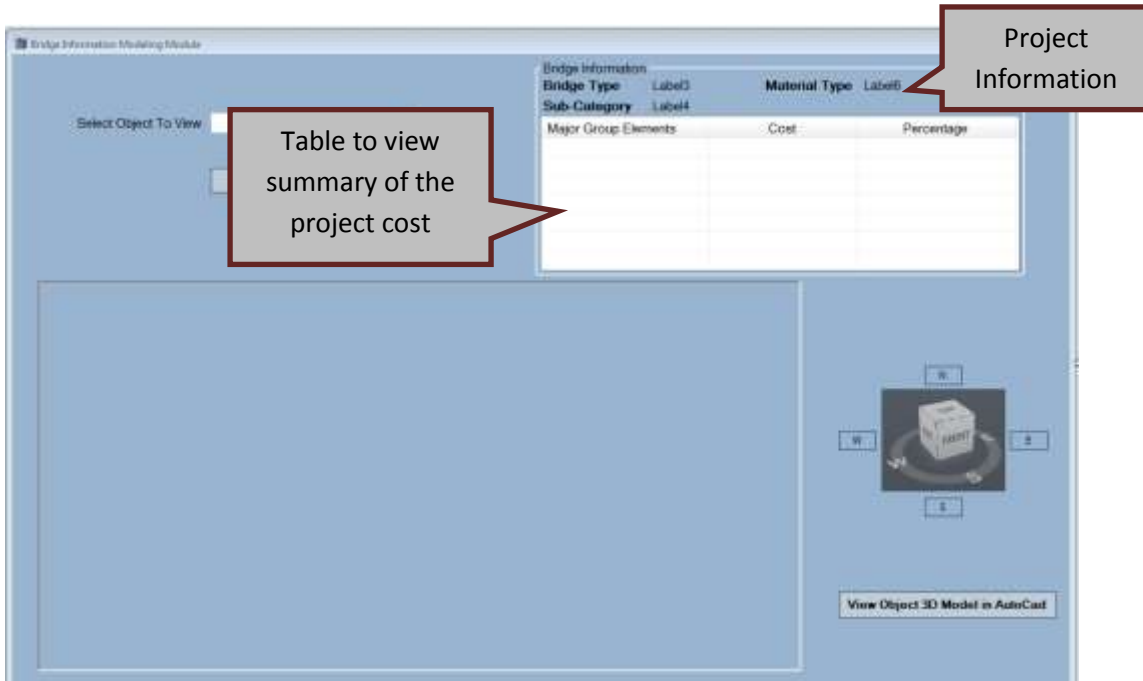 Bridge Information Modeling Module
Project
Information
Bridge Information
Bridge Type Label3 Material Type Label6
Sub-Category Label4
Select Object To View
Major Group Elements Cost Percentage
Table to view
summary of the
project cost
N
W
FRONT
S
View Object 3D Model in AutoCad